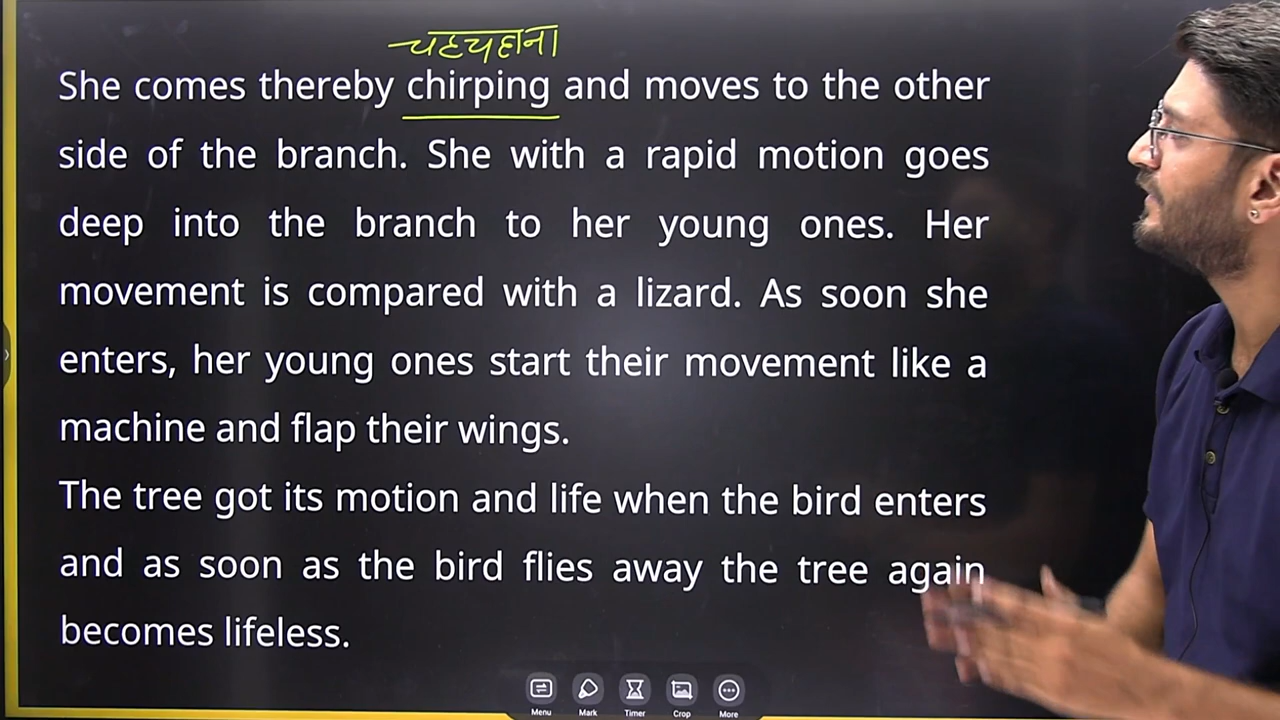 चहचहाना
She comes thereby chirping and moves to the other
side of the branch. She with a rapid motion goes
deep into the branch to her young ones. Her
movement is compared with a lizard. As soon she
enters, her young ones start their movement like a
machine and flap their wings.
The tree got its motion and life when the bird enters
and as soon as the bird flies away the tree again
becomes lifeless.
Menu Mark Timer Crop More